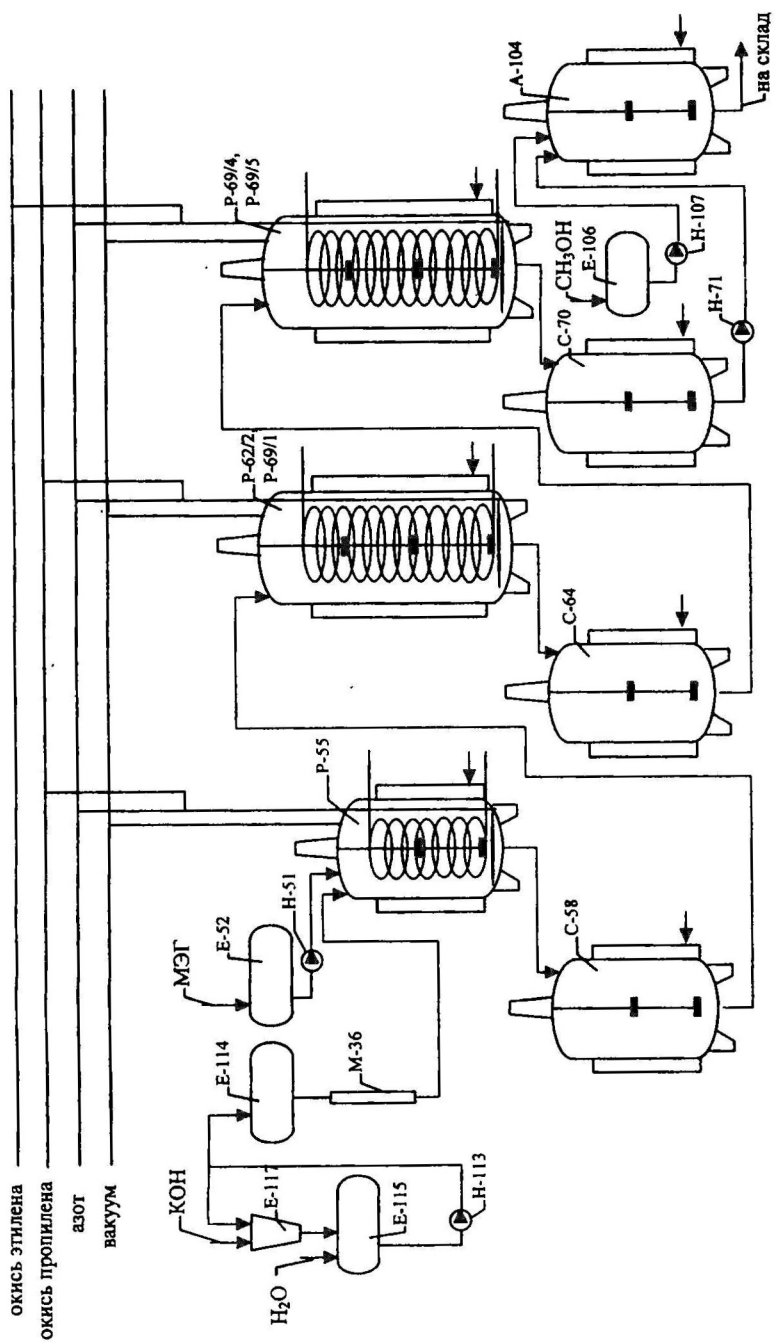 окись этилена
окись пропилена
азот
вакуум
KOH
E-117
H₂O
E-115
H-113
E-114
M-36
МЭГ
E-52
H-51
P-55
C-58
P-62/2,
P-69/1
C-64
P-69/4,
P-69/5
C-70
CH₃OH
E-106
H-107
H-71
A-104
на склад